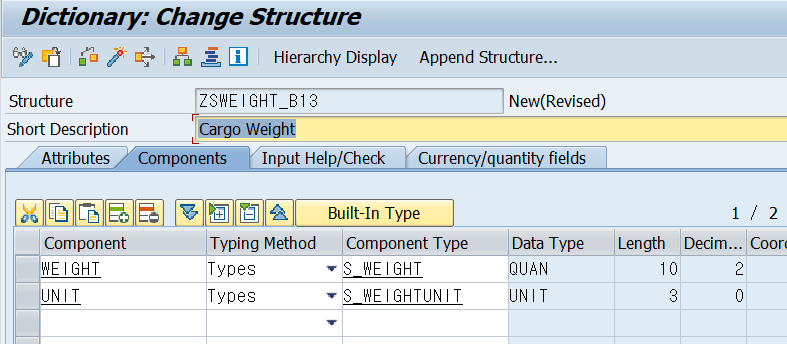 Dictionary: Change Structure
Hierarchy Display Append Structure...
Structure ZSWEIGHT_B13 New(Revised)
Short Description Cargo Weight
Attributes Components Input Help/Check Currency/quantity fields
Built-In Type 1 / 2
Component Typing Method Component Type Data Type Length Decim... Coord
WEIGHT Types S_WEIGHT QUAN 10 2
UNIT Types S_WEIGHTUNIT UNIT 3 0